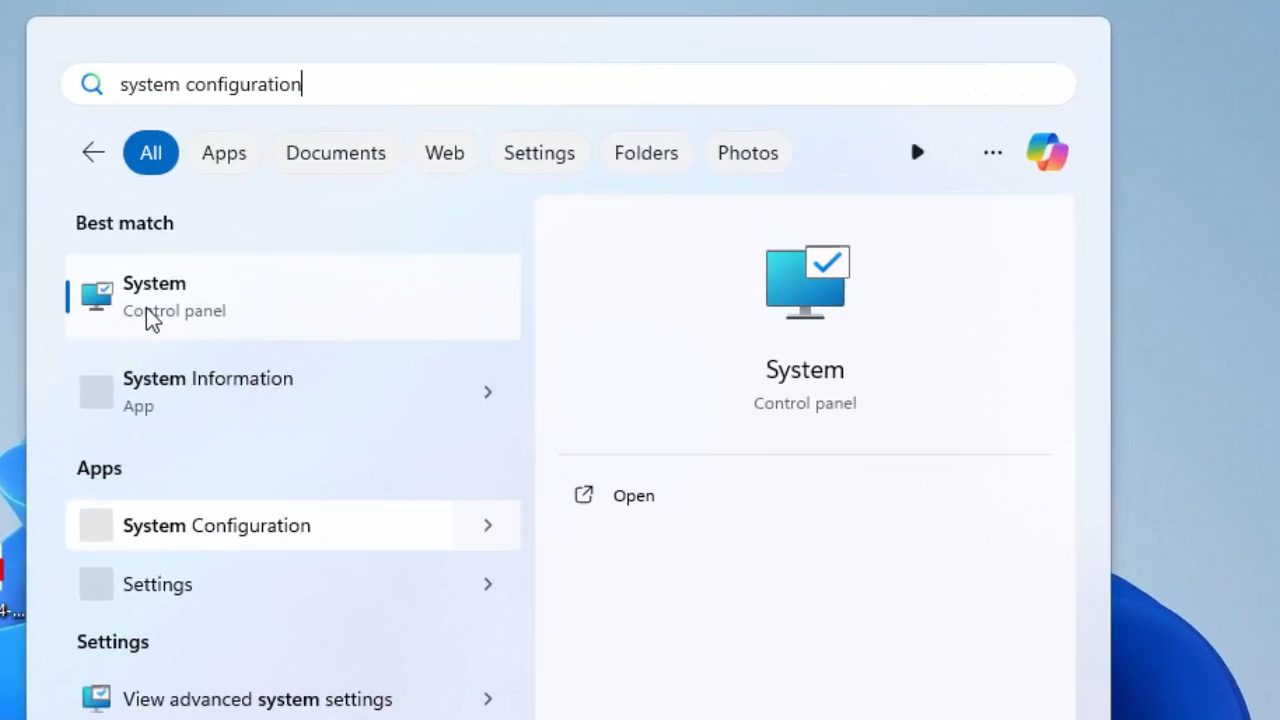 system configuration
All
Apps
Documents
Web
Settings
Folders
Photos
Best match
System
Control panel
System Information
App
Apps
System Configuration
Settings
Settings
View advanced system settings
System
Control panel
Open
4-...